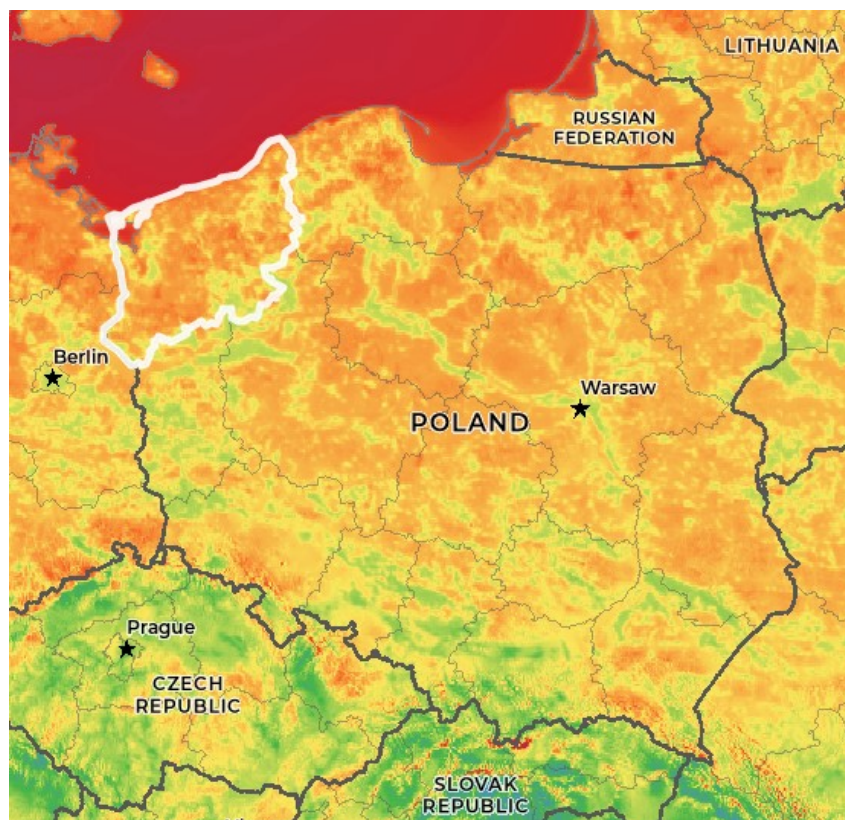 LITHUANIA
RUSSIAN
FEDERATION
Berlin
Warsaw
POLAND
Prague
CZECH
REPUBLIC
SLOVAK
REPUBLIC